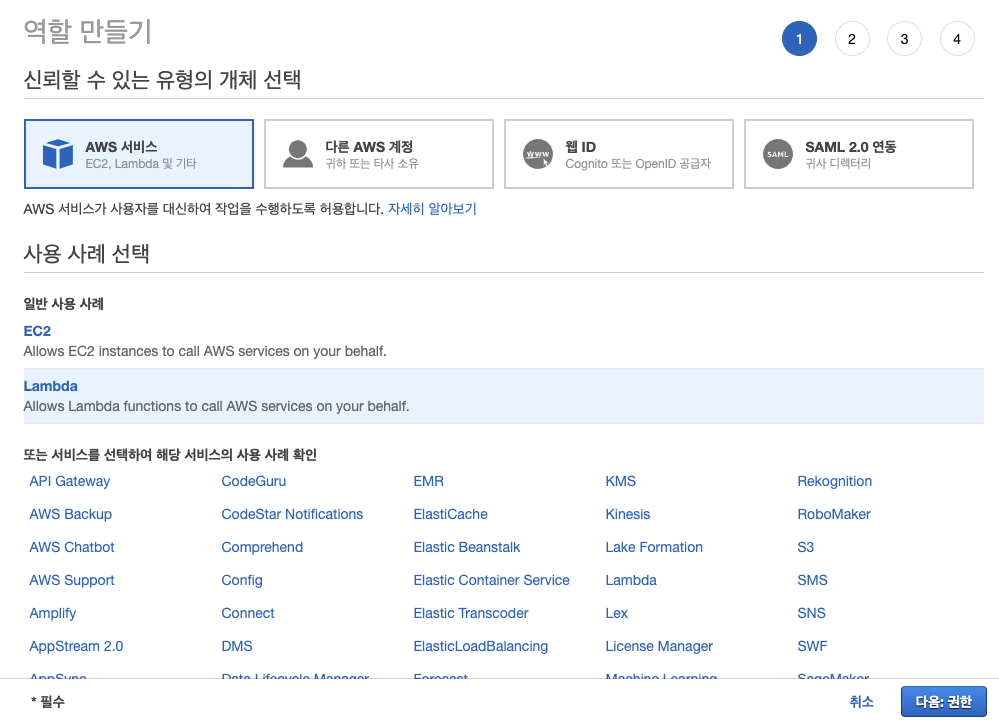 역할 만들기
1 2 3 4
신뢰할 수 있는 유형의 개체 선택
AWS 서비스
EC2, Lambda 및 기타
다른 AWS 계정
귀하 또는 타사 소유
www
웹 ID
Cognito 또는 OpenID 공급자
SAML
SAML 2.0 연동
귀사 디렉터리
AWS 서비스가 사용자를 대신하여 작업을 수행하도록 허용합니다. 자세히 알아보기
사용 사례 선택
일반 사용 사례
EC2
Allows EC2 instances to call AWS services on your behalf.
Lambda
Allows Lambda functions to call AWS services on your behalf.
또는 서비스를 선택하여 해당 서비스의 사용 사례 확인
API Gateway CodeGuru EMR KMS Rekognition
AWS Backup CodeStar Notifications ElastiCache Kinesis RoboMaker
AWS Chatbot Comprehend Elastic Beanstalk Lake Formation S3
AWS Support Config Elastic Container Service Lambda SMS
Amplify Connect Elastic Transcoder Lex SNS
AppStream 2.0 DMS ElasticLoadBalancing License Manager SWF
AppSync Data Lifecycle Manager Forecast Machine Learning SageMaker
* 필수 취소 다음: 권한